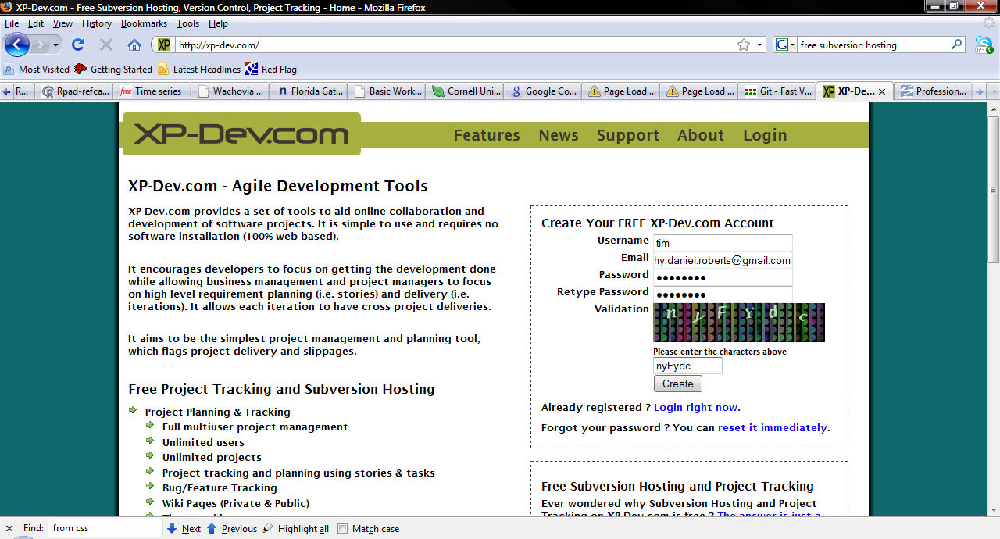 XP-Dev.com - Free Subversion Hosting, Version Control, Project Tracking - Home - Mozilla Firefox
File Edit View History Bookmarks Tools Help
http://xp-dev.com/
free subversion hosting
Most Visited Getting Started Latest Headlines Red Flag
R... Rpad-refca... free Time series Wachovia ... Florida Gat... Basic Work... Cornell Uni... Google Co... Page Load ... Page Load ... Git - Fast V... XP-De... Profession...
XP-Dev.com
Features News Support About Login
XP-Dev.com - Agile Development Tools
XP-Dev.com provides a set of tools to aid online collaboration and
development of software projects. It is simple to use and requires no
software installation (100% web based).
It encourages developers to focus on getting the development done
while allowing business management and project managers to focus
on high level requirement planning (i.e. stories) and delivery (i.e.
iterations). It allows each iteration to have cross project deliveries.
It aims to be the simplest project management and planning tool,
which flags project delivery and slippages.
Free Project Tracking and Subversion Hosting
Project Planning & Tracking
Full multiuser project management
Unlimited users
Unlimited projects
Project tracking and planning using stories & tasks
Bug/Feature Tracking
Wiki Pages (Private & Public)
Create Your FREE XP-Dev.com Account
Username tim
Email hy.daniel.roberts@gmail.com
Password ••••••••
Retype Password ••••••••
Validation n y F Y d c
Please enter the characters above
nyFydc
Create
Already registered ? Login right now.
Forgot your password ? You can reset it immediately.
Free Subversion Hosting and Project Tracking
Ever wondered why Subversion Hosting and Project
Tracking on XP-Dev.com is free ? The answer is just a
Find: from css Next Previous Highlight all Match case